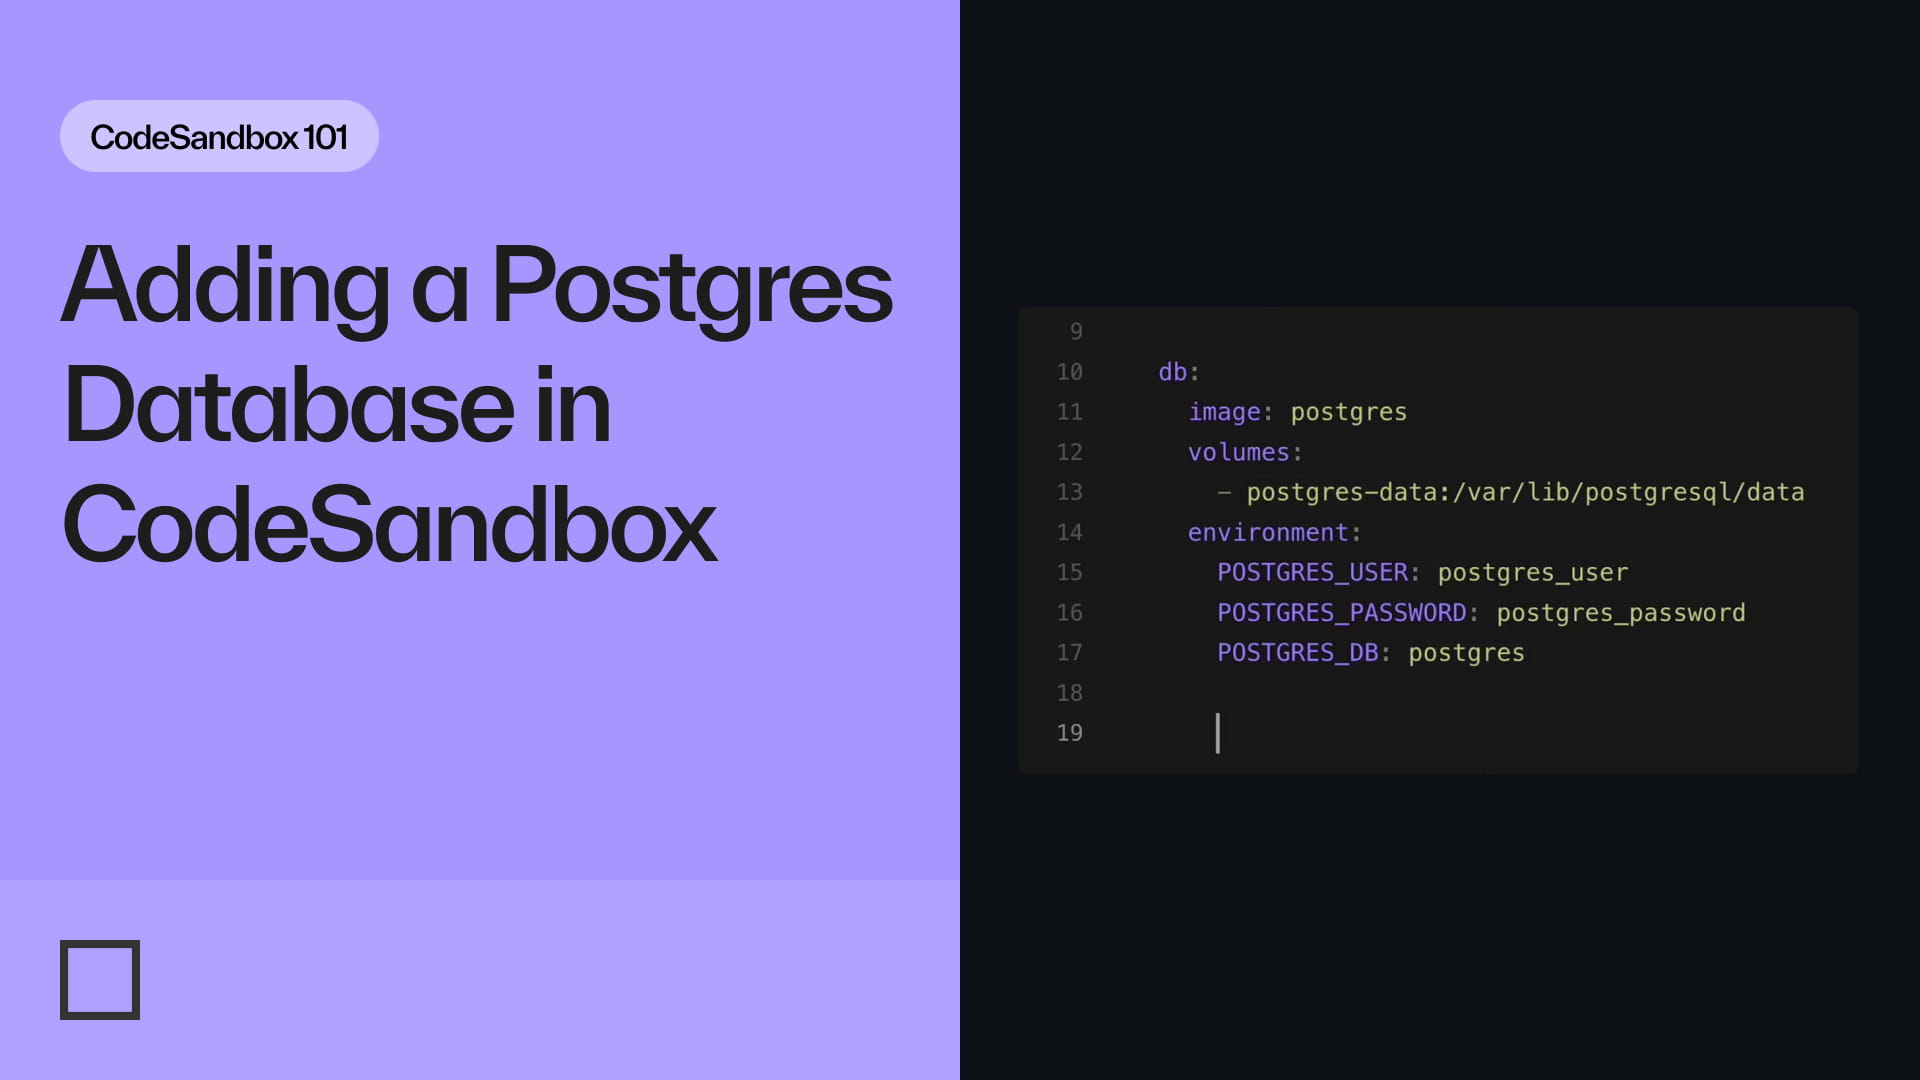 CodeSandbox 101
Adding a Postgres
Database in
CodeSandbox
9
10 db:
11 image: postgres
12 volumes:
13 - postgres-data:/var/lib/postgresql/data
14 environment:
15 POSTGRES_USER: postgres_user
16 POSTGRES_PASSWORD: postgres_password
17 POSTGRES_DB: postgres
18
19